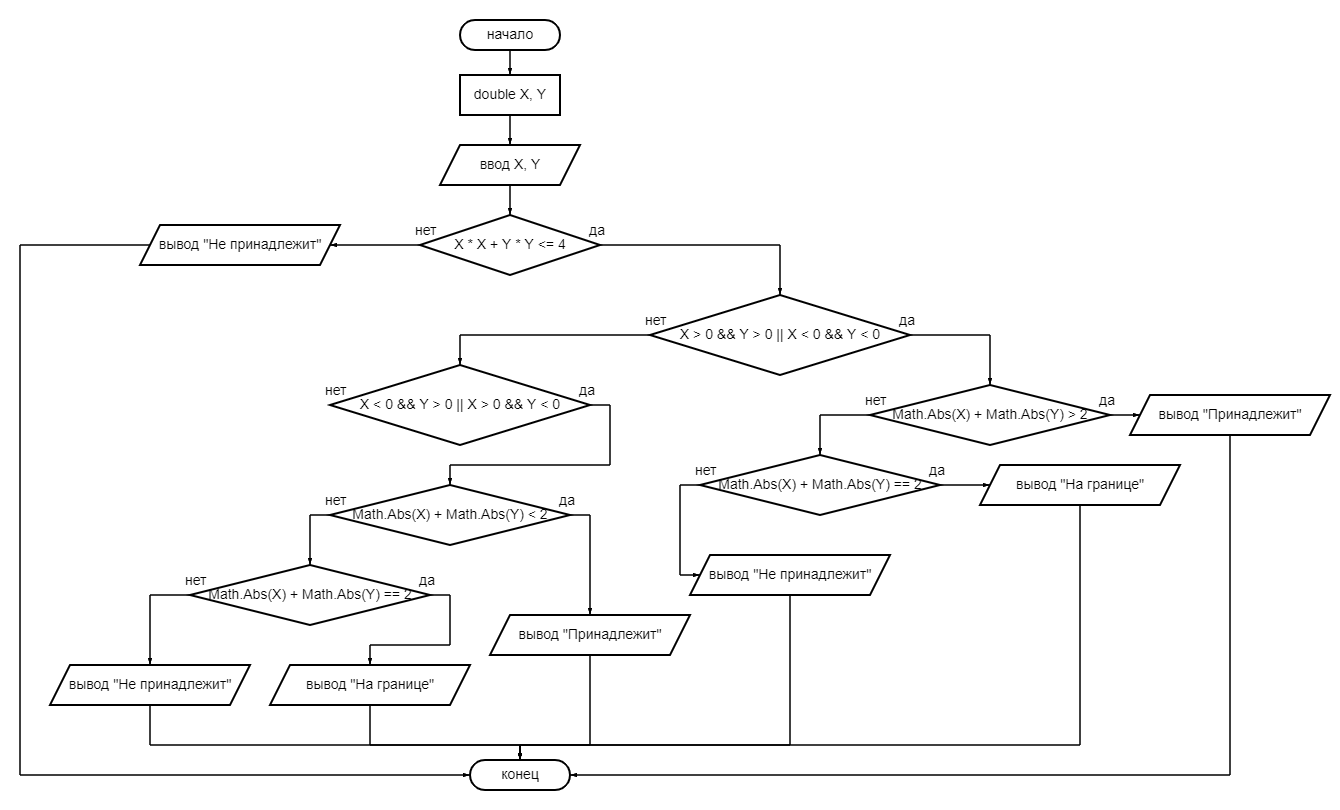 начало
double X, Y
ввод X, Y
нет
да
вывод "Не принадлежит"
X * X + Y * Y <= 4
нет
да
X > 0 && Y > 0 || X < 0 && Y < 0
нет
да
X < 0 && Y > 0 || X > 0 && Y < 0
нет
да
Math.Abs(X) + Math.Abs(Y) > 2
вывод "Принадлежит"
нет
да
Math.Abs(X) + Math.Abs(Y) == 2
вывод "На границе"
нет
да
Math.Abs(X) + Math.Abs(Y) < 2
вывод "Не принадлежит"
нет
да
Math.Abs(X) + Math.Abs(Y) == 2
вывод "Принадлежит"
вывод "Не принадлежит"
вывод "На границе"
конец